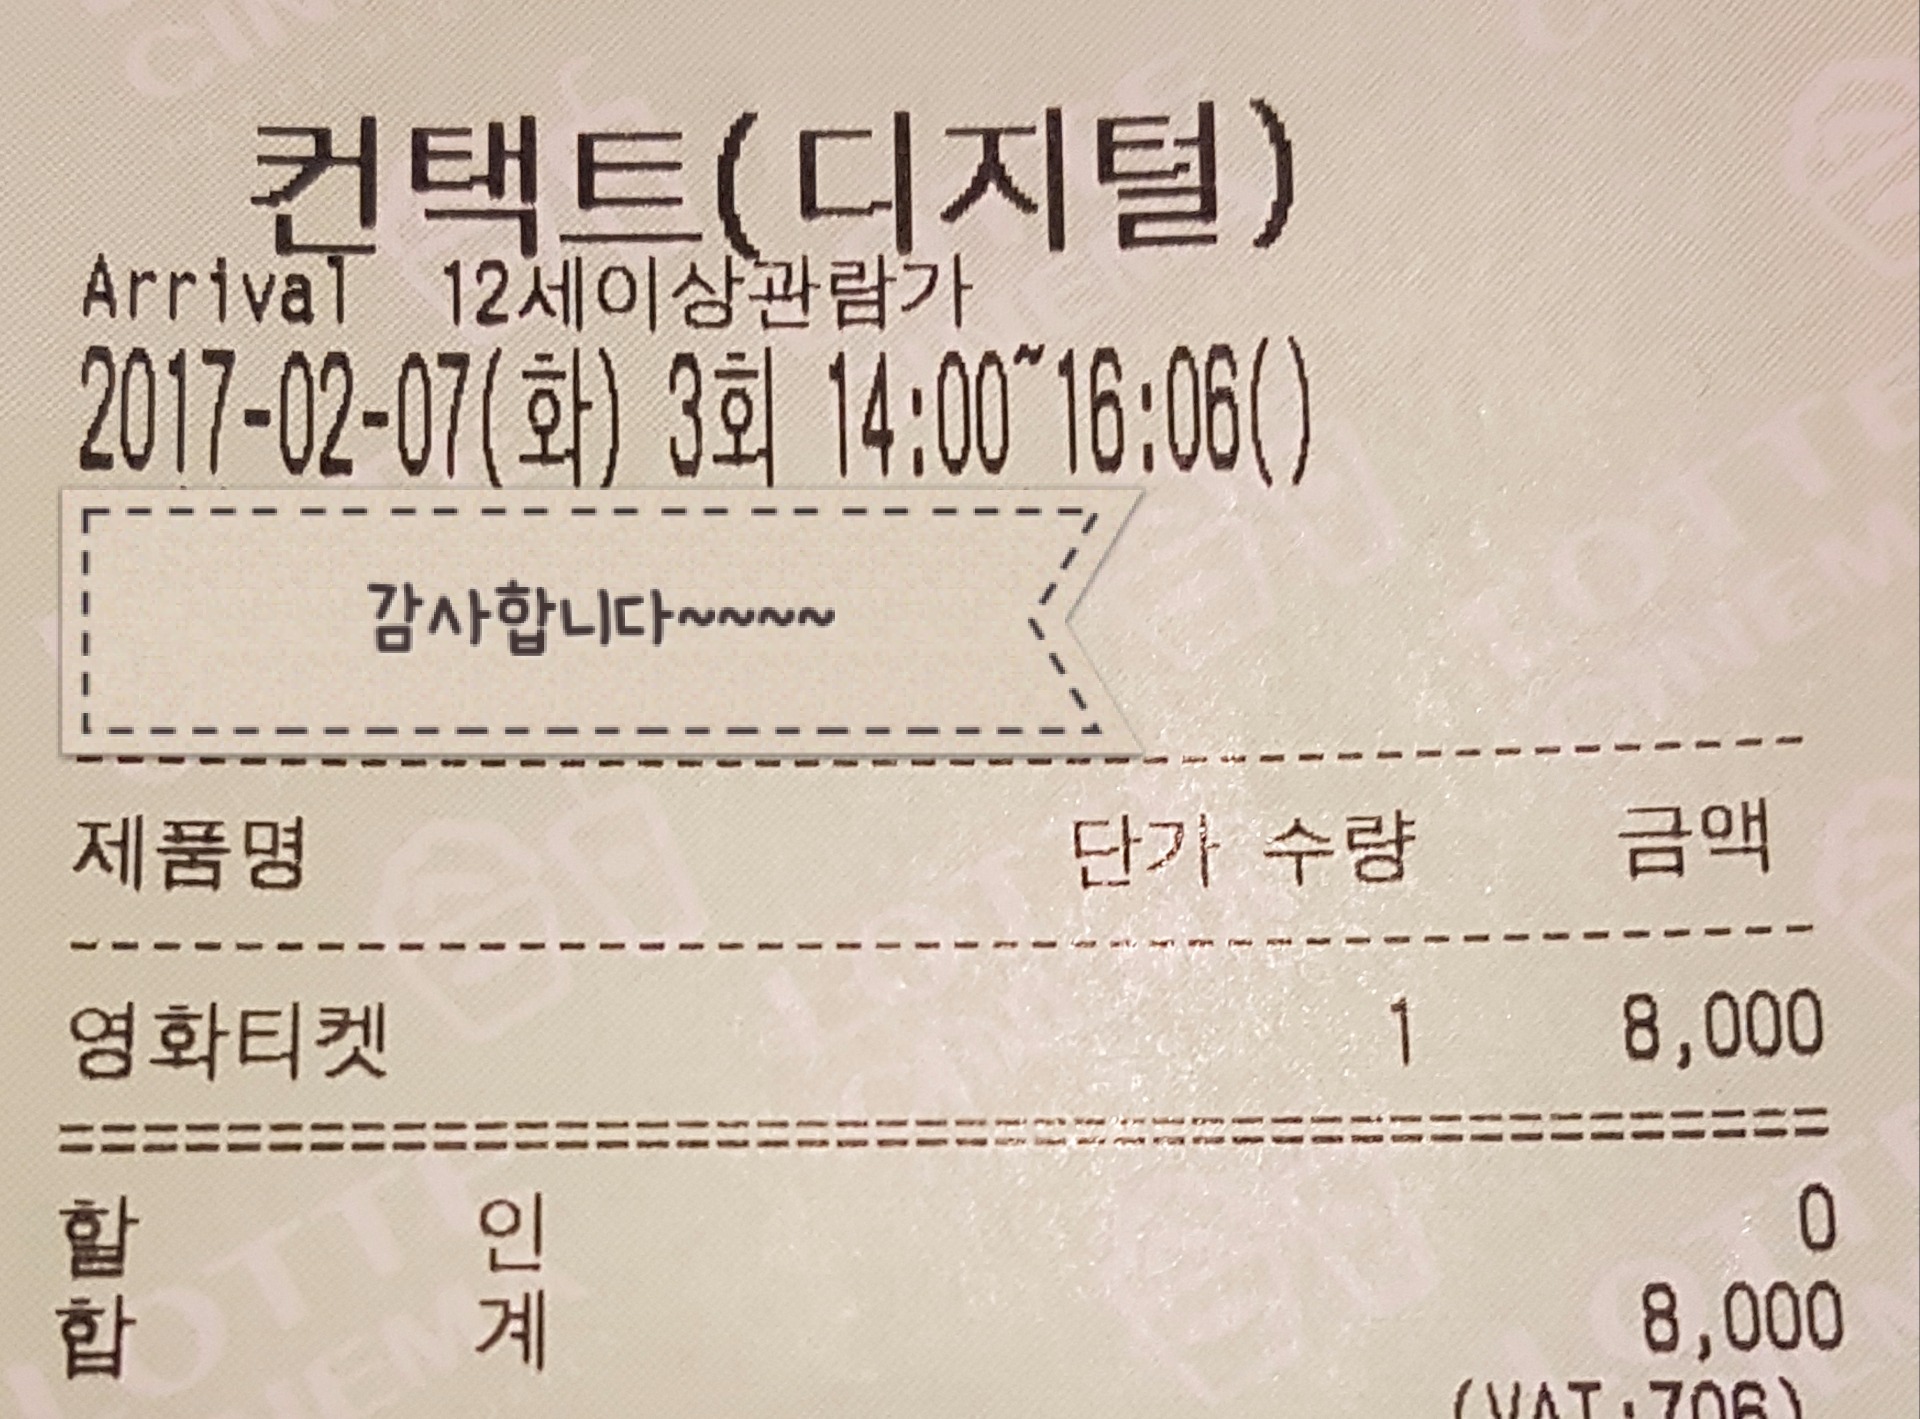 컨택트(디지털)
Arrival 12세이상관람가
2017-02-07(화) 3회 14:00~16:06()
감사합니다~~~~
제품명 단가 수량 금액
영화티켓 1 8,000
할 인 0
합 계 8,000
(VAT:706)